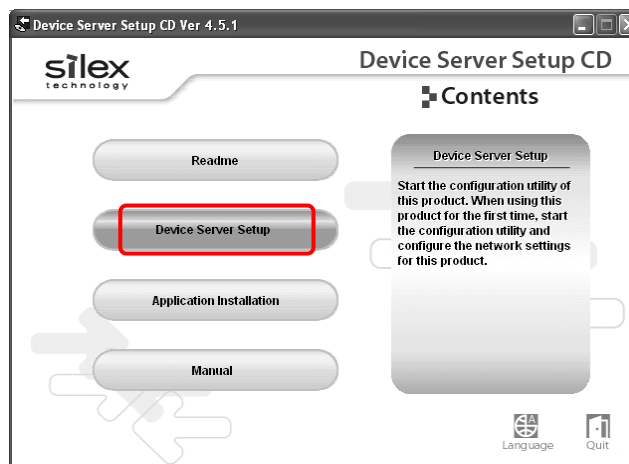 Device Server Setup CD Ver 4.5.1
silex
technology
Device Server Setup CD
Contents
Readme
Device Server Setup
Application Installation
Manual
Device Server Setup
Start the configuration utility of
this product. When using this
product for the first time, start
the configuration utility and
configure the network settings
for this product.
A
Language
Quit